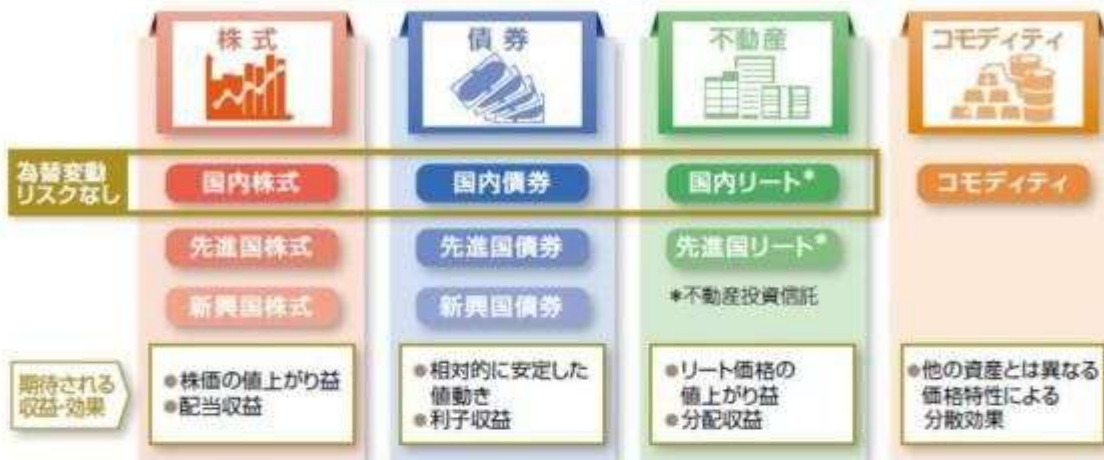 株式
債券
不動産
コモディティ
為替変動
リスクなし
国内株式
国内債券
国内リート*
コモディティ
先進国株式
先進国債券
先進国リート*
新興国株式
新興国債券
*不動産投資信託
期待される
収益・効果
●株価の値上がり益
●配当収益
●相対的に安定した
値動き
●利子収益
●リート価格の
値上がり益
●分配収益
●他の資産とは異なる
価格特性による
分散効果